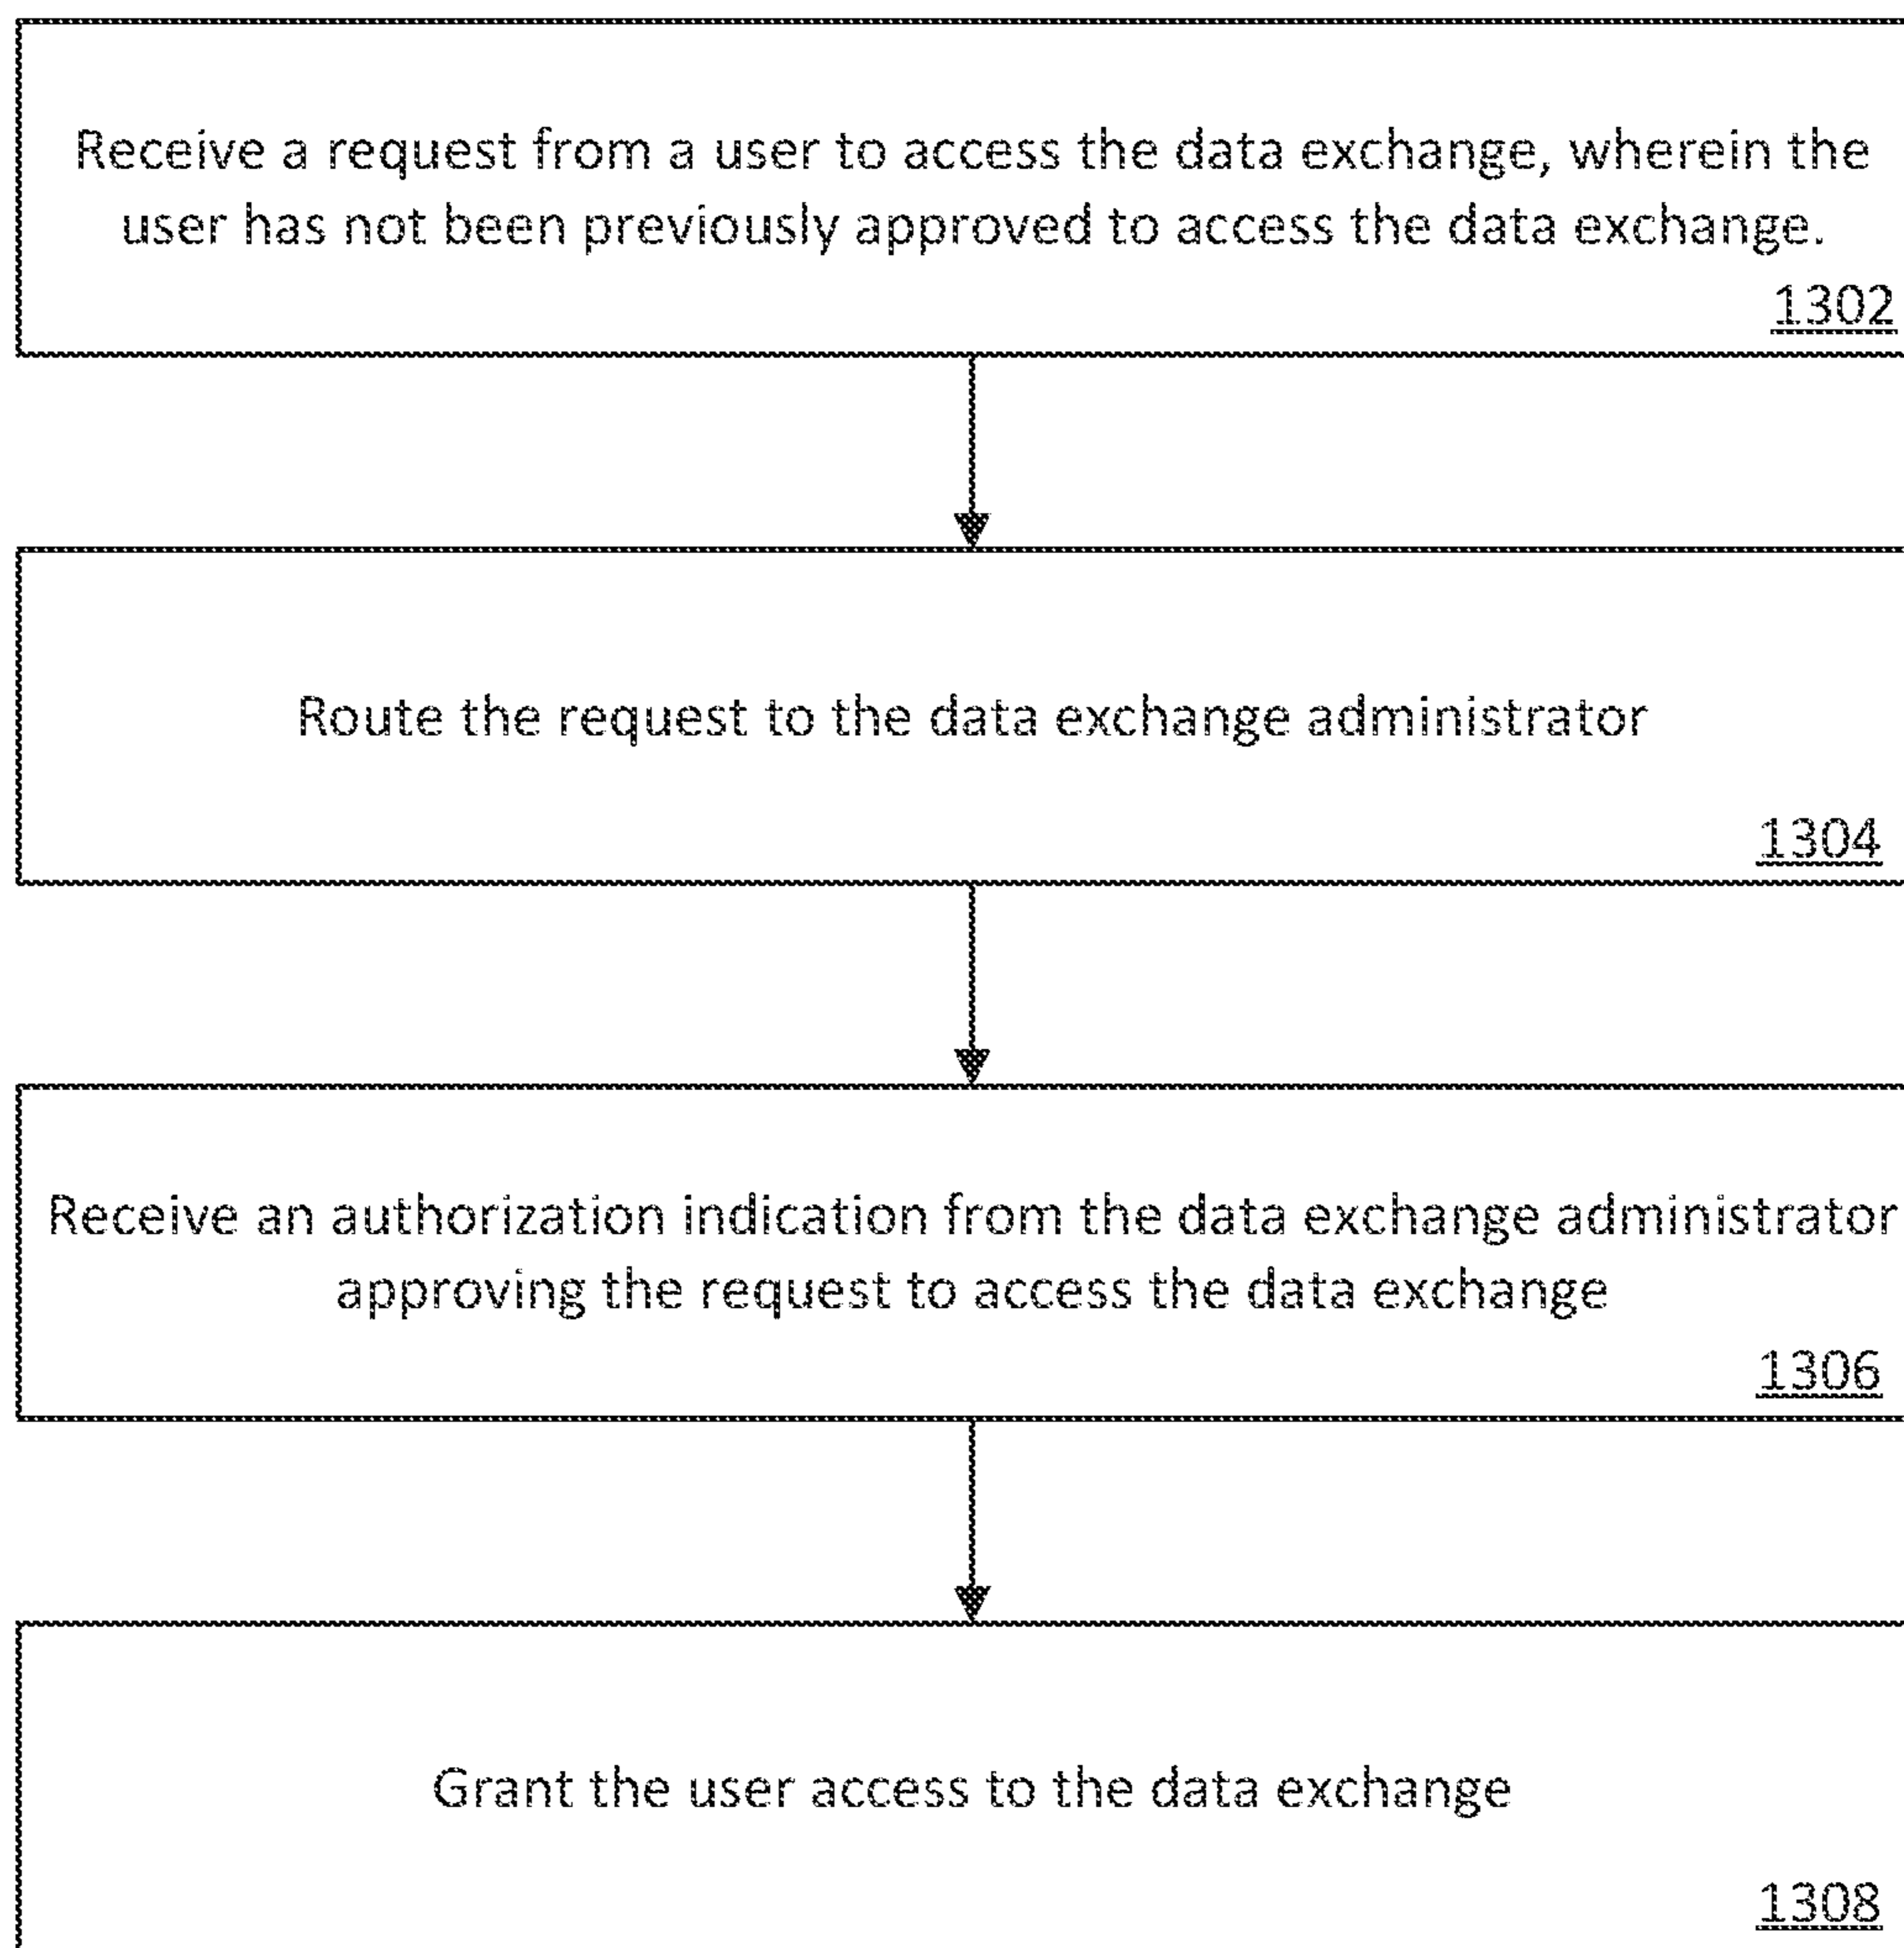 Receive a request from a user to access the data exchange, wherein the
user has not been previously approved to access the data exchange.
1302
Route the request to the data exchange administrator
1304
Receive an authorization indication from the data exchange administrator
approving the request to access the data exchange
1306
Grant the user access to the data exchange
1308